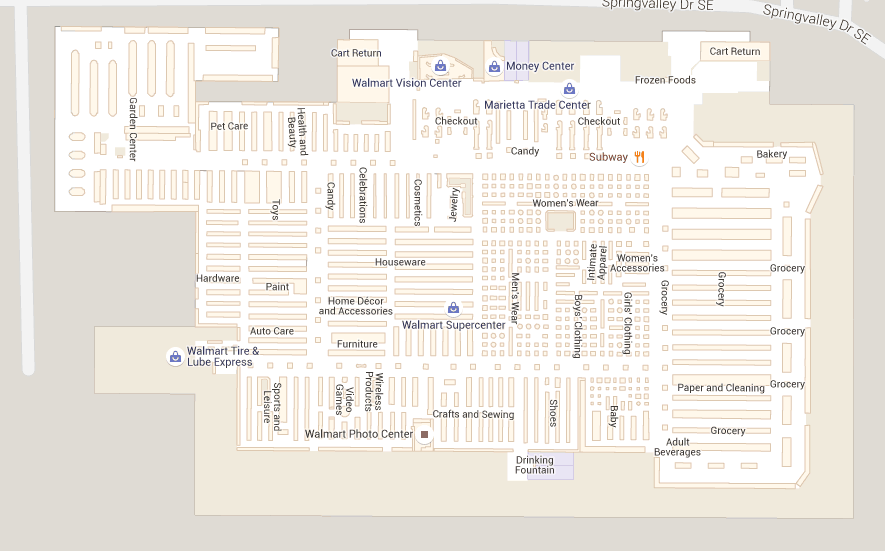 Springvalley Dr SE
Springvalley Dr SE
Cart Return
Cart Return
Money Center
Frozen Foods
Walmart Vision Center
Marietta Trade Center
Garden Center
Pet Care
Health and
Beauty
Checkout
Checkout
Candy
Subway
Bakery
Toys
Candy
Celebrations
Cosmetics
Jewelry
Women's Wear
Houseware
Intimate
Apparel
Women's
Accessories
Grocery
Grocery
Grocery
Hardware
Paint
Men's Wear
Home Décor
and Accessories
Boys' Clothing
Girls' Clothing
Walmart Supercenter
Auto Care
Grocery
Furniture
Walmart Tire &
Lube Express
Sports and
Leisure
Video
Games
Wireless
Products
Paper and Cleaning
Grocery
Crafts and Sewing
Shoes
Baby
Walmart Photo Center
Grocery
Adult
Beverages
Drinking
Fountain